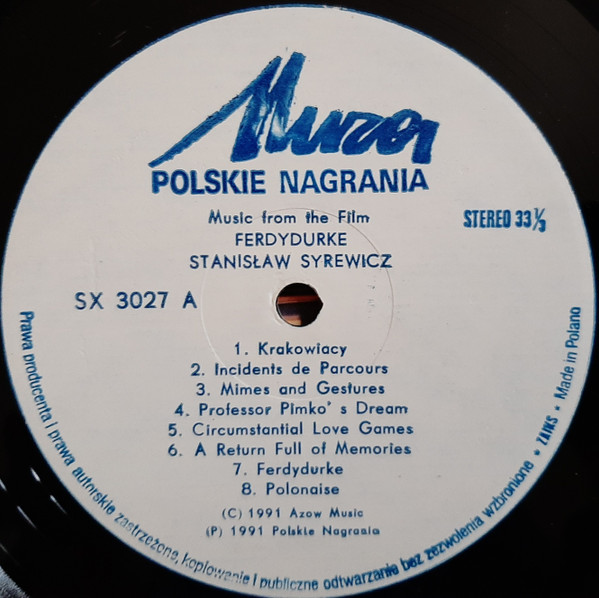 Muza
POLSKIE NAGRANIA
Music from the Film
FERDYDURKE
STANISŁAW SYREWICZ
STEREO 33 1/3
SX 3027 A
1. Krakowiacy
2. Incidents de Parcours
3. Mimes and Gestures
4. Professor Pimko's Dream
5. Circumstantial Love Games
6. A Return Full of Memories
7. Ferdydurke
8. Polonaise
(C) 1991 Azow Music
(P) 1991 Polskie Nagrania
Prawa producenta i prawa autorskie zastrzeżone, kopiowanie i publiczne odtwarzanie bez zezwolenia wzbronione * ZAIKS * Made in Poland